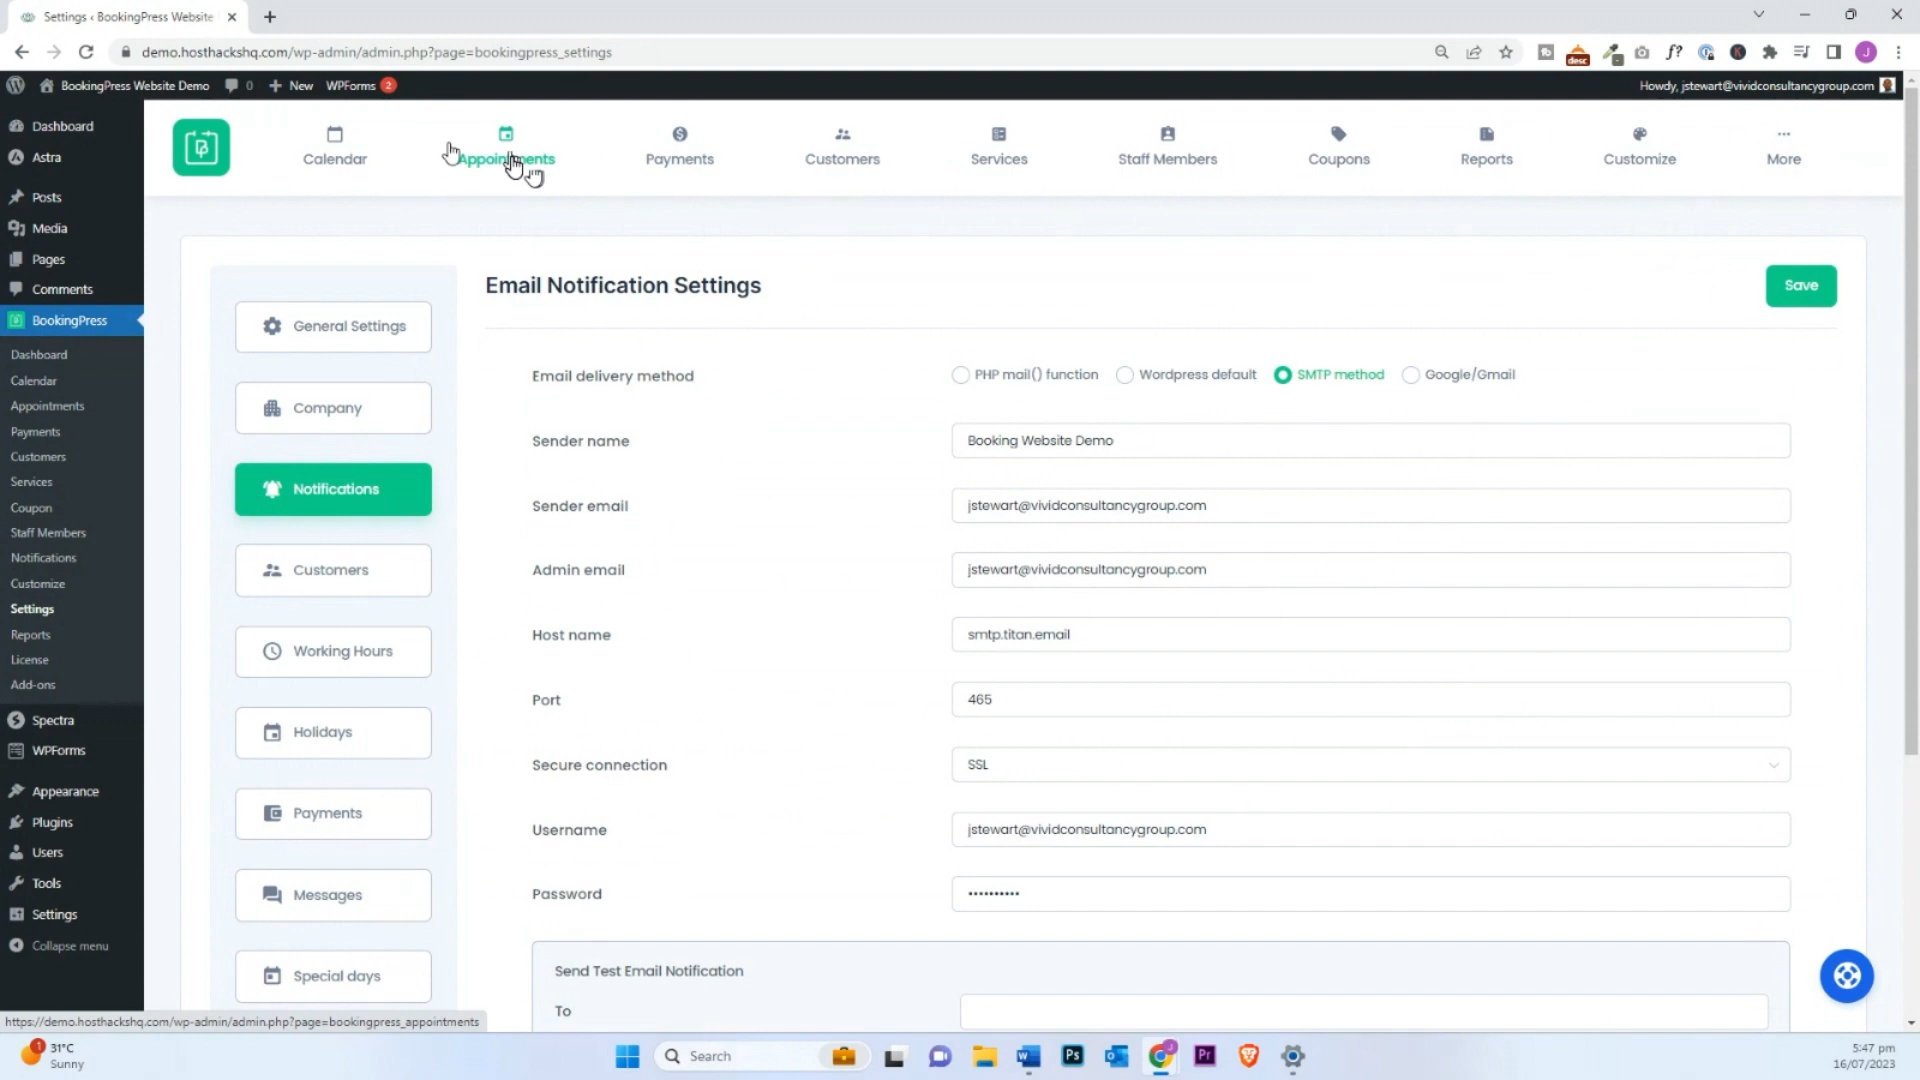 Settings ‹ BookingPress Website
demo.hosthackshq.com/wp-admin/admin.php?page=bookingpress_settings
desc
f?
K
J
BookingPress Website Demo
0
New
WPForms 2
Howdy, jstewart@vividconsultancygroup.com
Dashboard
Astra
Posts
Media
Pages
Comments
BookingPress
Dashboard
Calendar
Appointments
Payments
Customers
Services
Coupon
Staff Members
Notifications
Customize
Settings
Reports
License
Add-ons
Spectra
WPForms
Appearance
Plugins
Users
Tools
Settings
Collapse menu
Calendar
Appointments
Payments
Customers
Services
Staff Members
Coupons
Reports
Customize
More
General Settings
Company
Notifications
Customers
Working Hours
Holidays
Payments
Messages
Special days
Email Notification Settings
Save
Email delivery method
PHP mail() function
Wordpress default
SMTP method
Google/Gmail
Sender name
Booking Website Demo
Sender email
jstewart@vividconsultancygroup.com
Admin email
jstewart@vividconsultancygroup.com
Host name
smtp.titan.email
Port
465
Secure connection
SSL
Username
jstewart@vividconsultancygroup.com
Password
••••••••••
Send Test Email Notification
To
https://demo.hosthackshq.com/wp-admin/admin.php?page=bookingpress_appointments
1
31°C
Sunny
Search
Ps
Pr
5:47 pm
16/07/2023